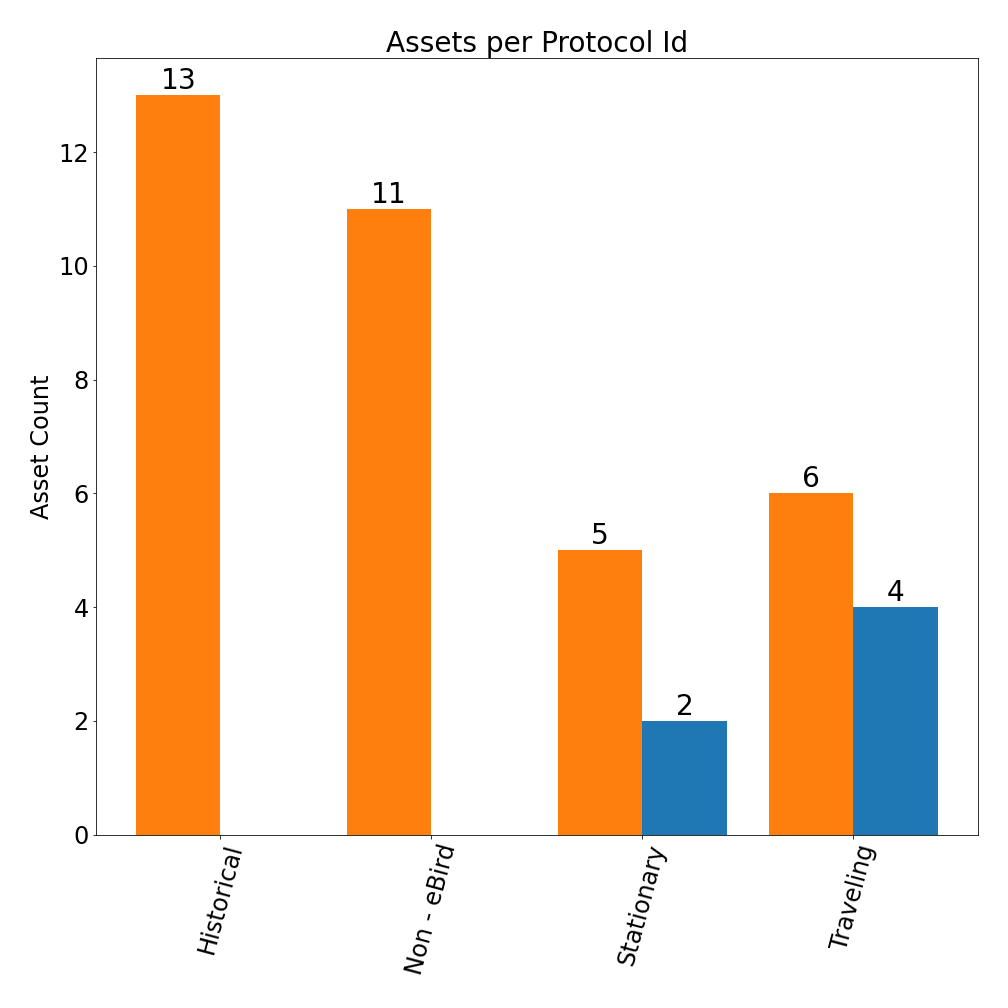 Assets per Protocol Id
13
11
5
2
6
4
12
10
8
6
4
2
0
Asset Count
Historical
Non - eBird
Stationary
Traveling